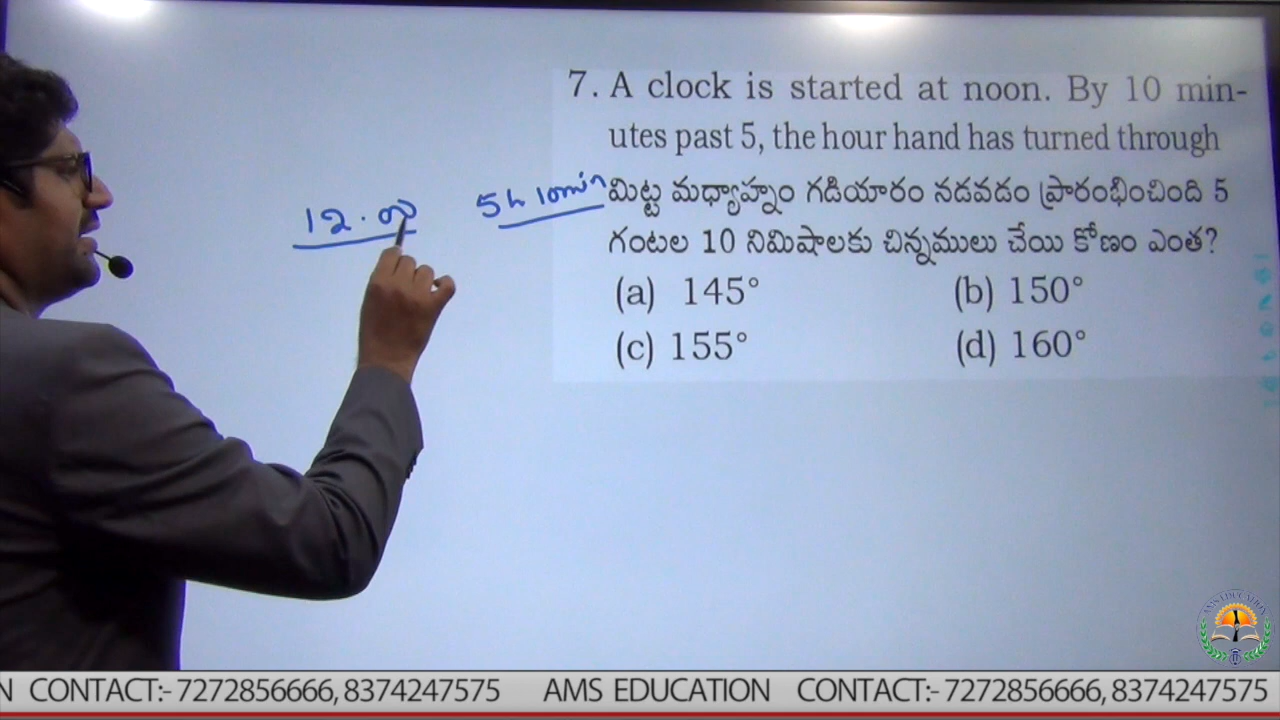 7. A clock is started at noon. By 10 min-
utes past 5, the hour hand has turned through
మిట్ట మధ్యాహ్నం గడియారం నడవడం ప్రారంభించింది 5
గంటల 10 నిమిషాలకు చిన్నములు చేయి కోణం ఎంత?
(a) 145° (b) 150°
(c) 155° (d) 160°
12.00 5h 10min
AMS EDUCATION
N CONTACT:- 7272856666, 8374247575 AMS EDUCATION CONTACT:- 7272856666, 8374247575